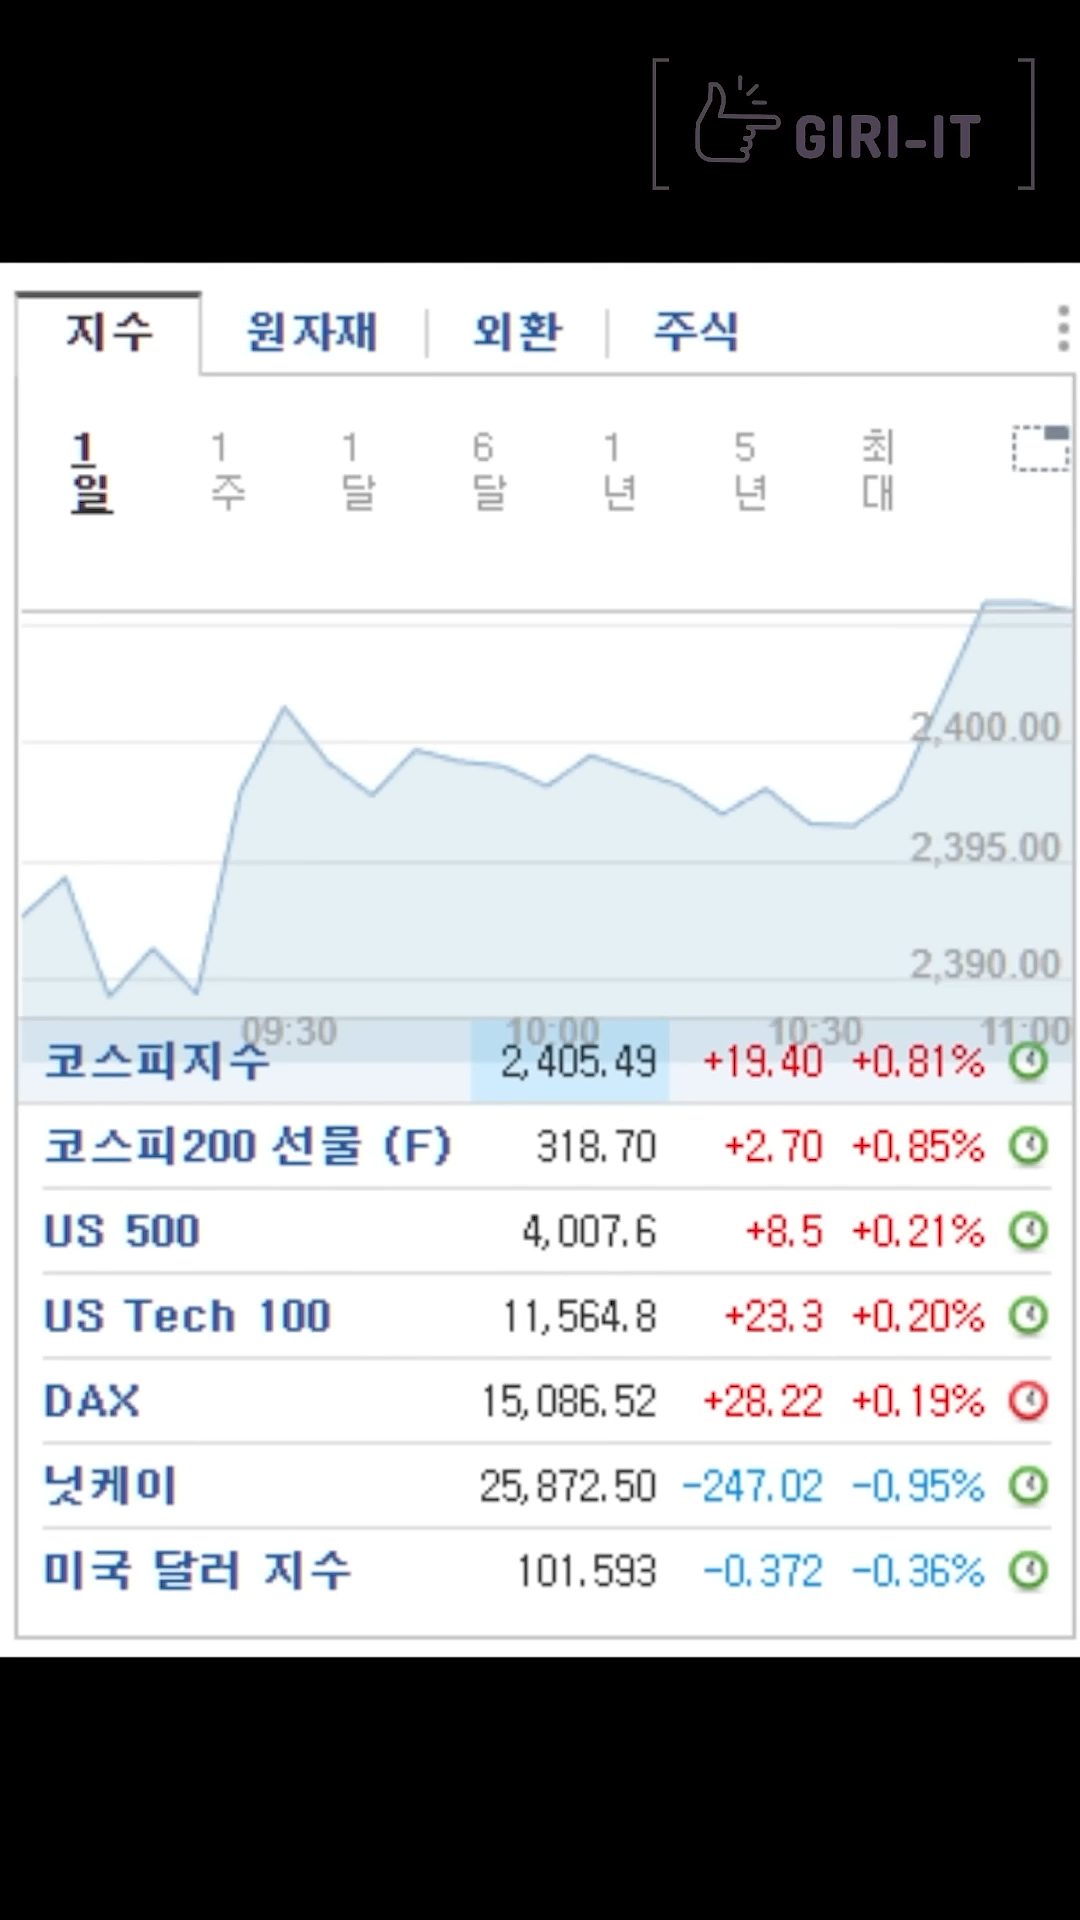 GIRI-IT
지수 원자재 외환 주식
1일 1주 1달 6달 1년 5년 최대
2,400.00
2,395.00
2,390.00
09:30 10:00 10:30 11:00
코스피지수 2,405.49 +19.40 +0.81%
코스피200 선물 (F) 318.70 +2.70 +0.85%
US 500 4,007.6 +8.5 +0.21%
US Tech 100 11,564.8 +23.3 +0.20%
DAX 15,086.52 +28.22 +0.19%
닛케이 25,872.50 -247.02 -0.95%
미국 달러 지수 101.593 -0.372 -0.36%